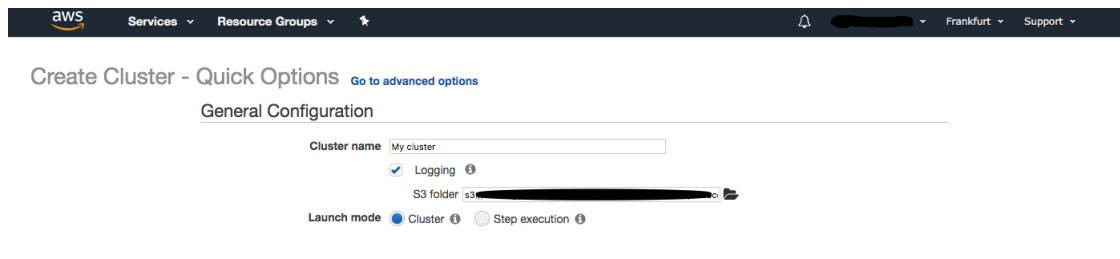 aws Services Resource Groups Frankfurt Support
Create Cluster - Quick Options Go to advanced options
General Configuration
Cluster name My cluster
Logging
S3 folder s3
Launch mode Cluster Step execution